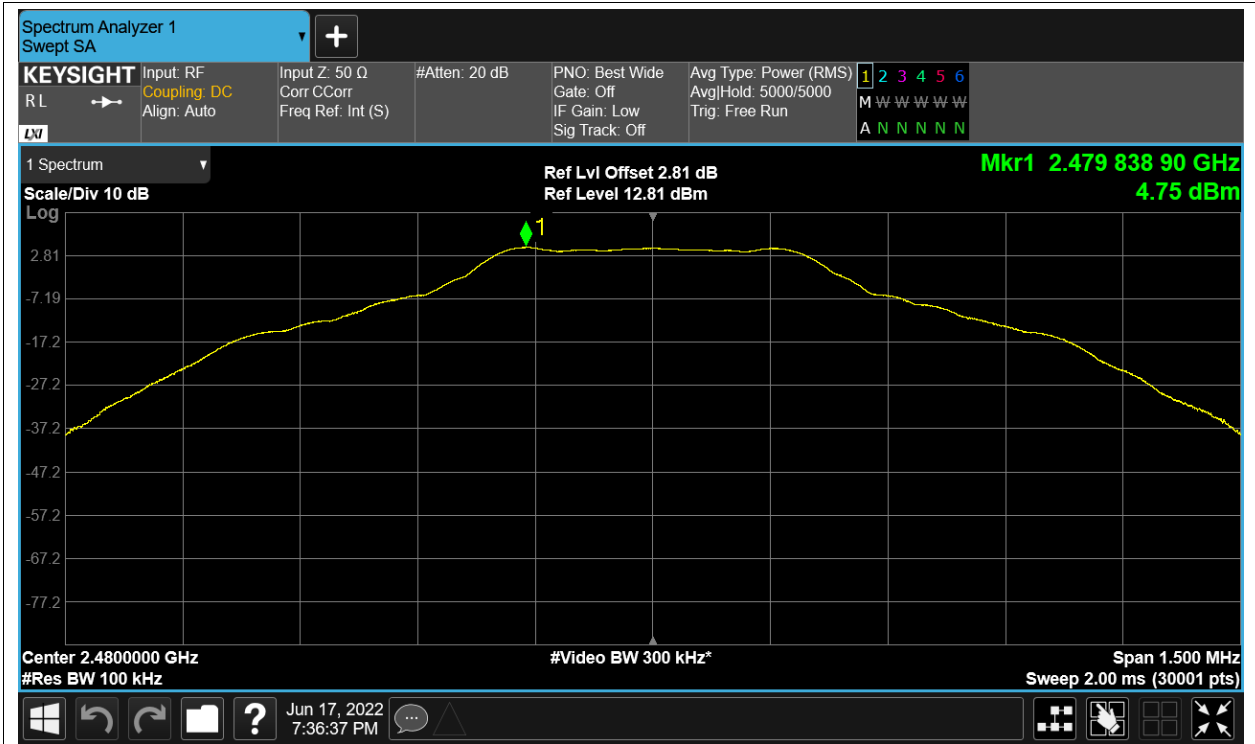 Spectrum Analyzer 1
Swept SA
KEYSIGHT
R L
LXI
Input: RF
Coupling: DC
Align: Auto
Input Z: 50 Ω
Corr CCorr
Freq Ref: Int (S)
#Atten: 20 dB
PNO: Best Wide
Gate: Off
IF Gain: Low
Sig Track: Off
Avg Type: Power (RMS)
Avg|Hold: 5000/5000
Trig: Free Run
1 2 3 4 5 6
M W W W W W
A N N N N N
1 Spectrum
Scale/Div 10 dB
Log
Ref Lvl Offset 2.81 dB
Ref Level 12.81 dBm
Mkr1 2.479 838 90 GHz
4.75 dBm
1
2.81
-7.19
-17.2
-27.2
-37.2
-47.2
-57.2
-67.2
-77.2
Center 2.4800000 GHz
#Res BW 100 kHz
#Video BW 300 kHz*
Span 1.500 MHz
Sweep 2.00 ms (30001 pts)
?
Jun 17, 2022
7:36:37 PM